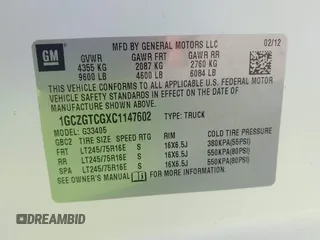 GM
MFD BY GENERAL MOTORS LLC 02/12
GVWR GAWR FRT GAWR RR
4355 KG 2087 KG 2760 KG
9600 LB 4600 LB 6084 LB
THIS VEHICLE CONFORMS TO ALL APPLICABLE U.S. FEDERAL MOTOR
VEHICLE SAFETY STANDARDS IN EFFECT ON THE DATE OF
MANUFACTURE SHOWN ABOVE.
1GCZGTCGXC1147602 TYPE: TRUCK
MODEL: G33405
GBC2 TIRE SIZE SPEED RTG RIM COLD TIRE PRESSURE
FRT LT245/75R16E S 16X6.5J 380KPA(55PSI)
RR LT245/75R16E S 16X6.5J 550KPA(80PSI)
SPA LT245/75R16E S 16X6.5J 550KPA(80PSI)
SEE OWNER'S MANUAL FOR MORE INFORMATION.
DREAMBID